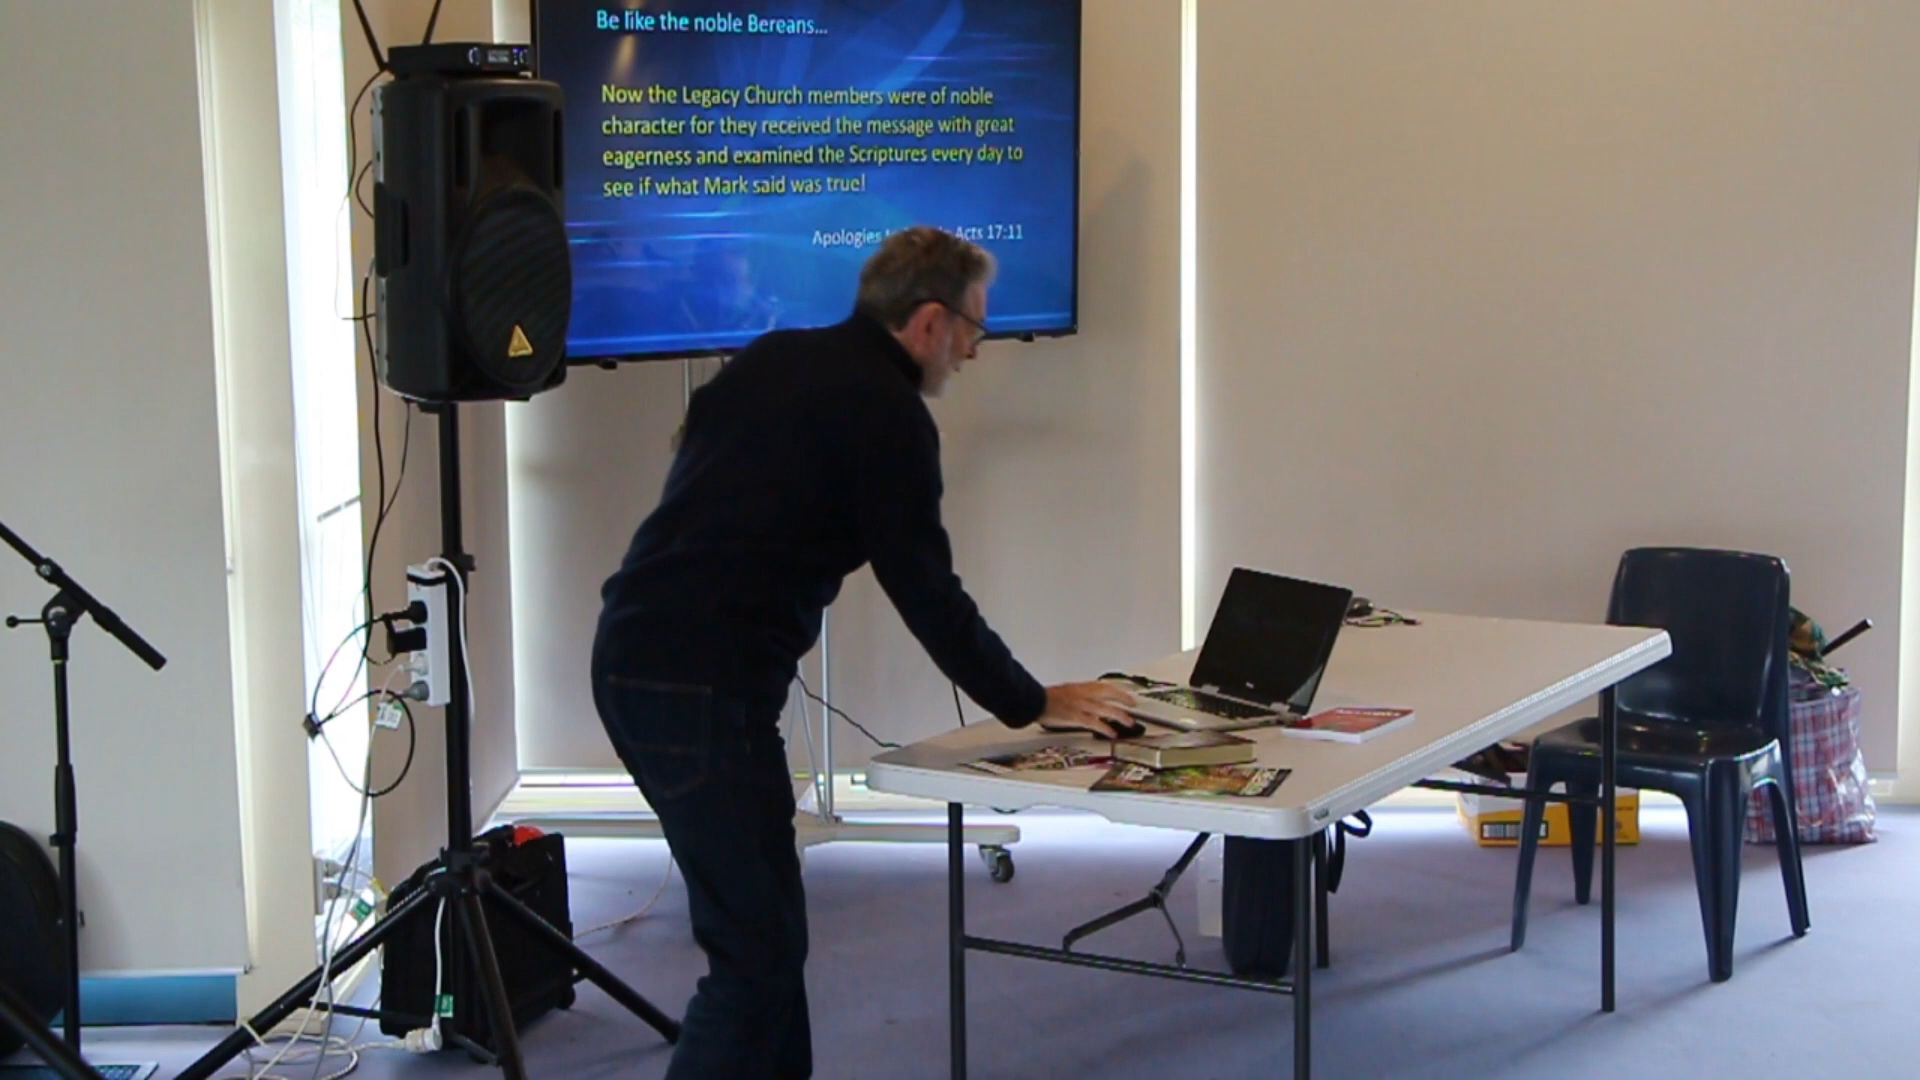 Be like the noble Bereans...
Now the Legacy Church members were of noble
character for they received the message with great
eagerness and examined the Scriptures every day to
see if what Mark said was true!
Apologies Acts 17:11